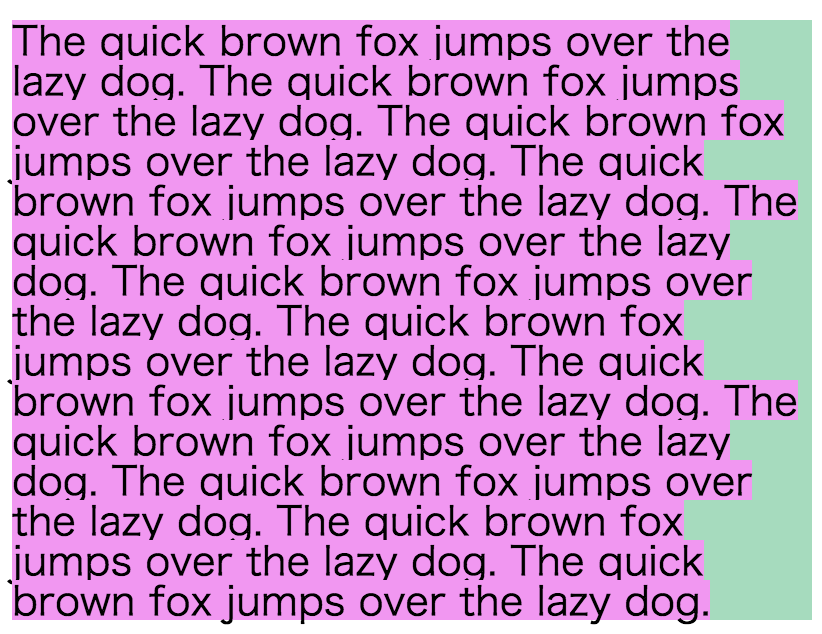 The quick brown fox jumps over the
lazy dog. The quick brown fox jumps
over the lazy dog. The quick brown fox
jumps over the lazy dog. The quick
brown fox jumps over the lazy dog. The
quick brown fox jumps over the lazy
dog. The quick brown fox jumps over
the lazy dog. The quick brown fox
jumps over the lazy dog. The quick
brown fox jumps over the lazy dog. The
quick brown fox jumps over the lazy
dog. The quick brown fox jumps over
the lazy dog. The quick brown fox
jumps over the lazy dog. The quick
brown fox jumps over the lazy dog.